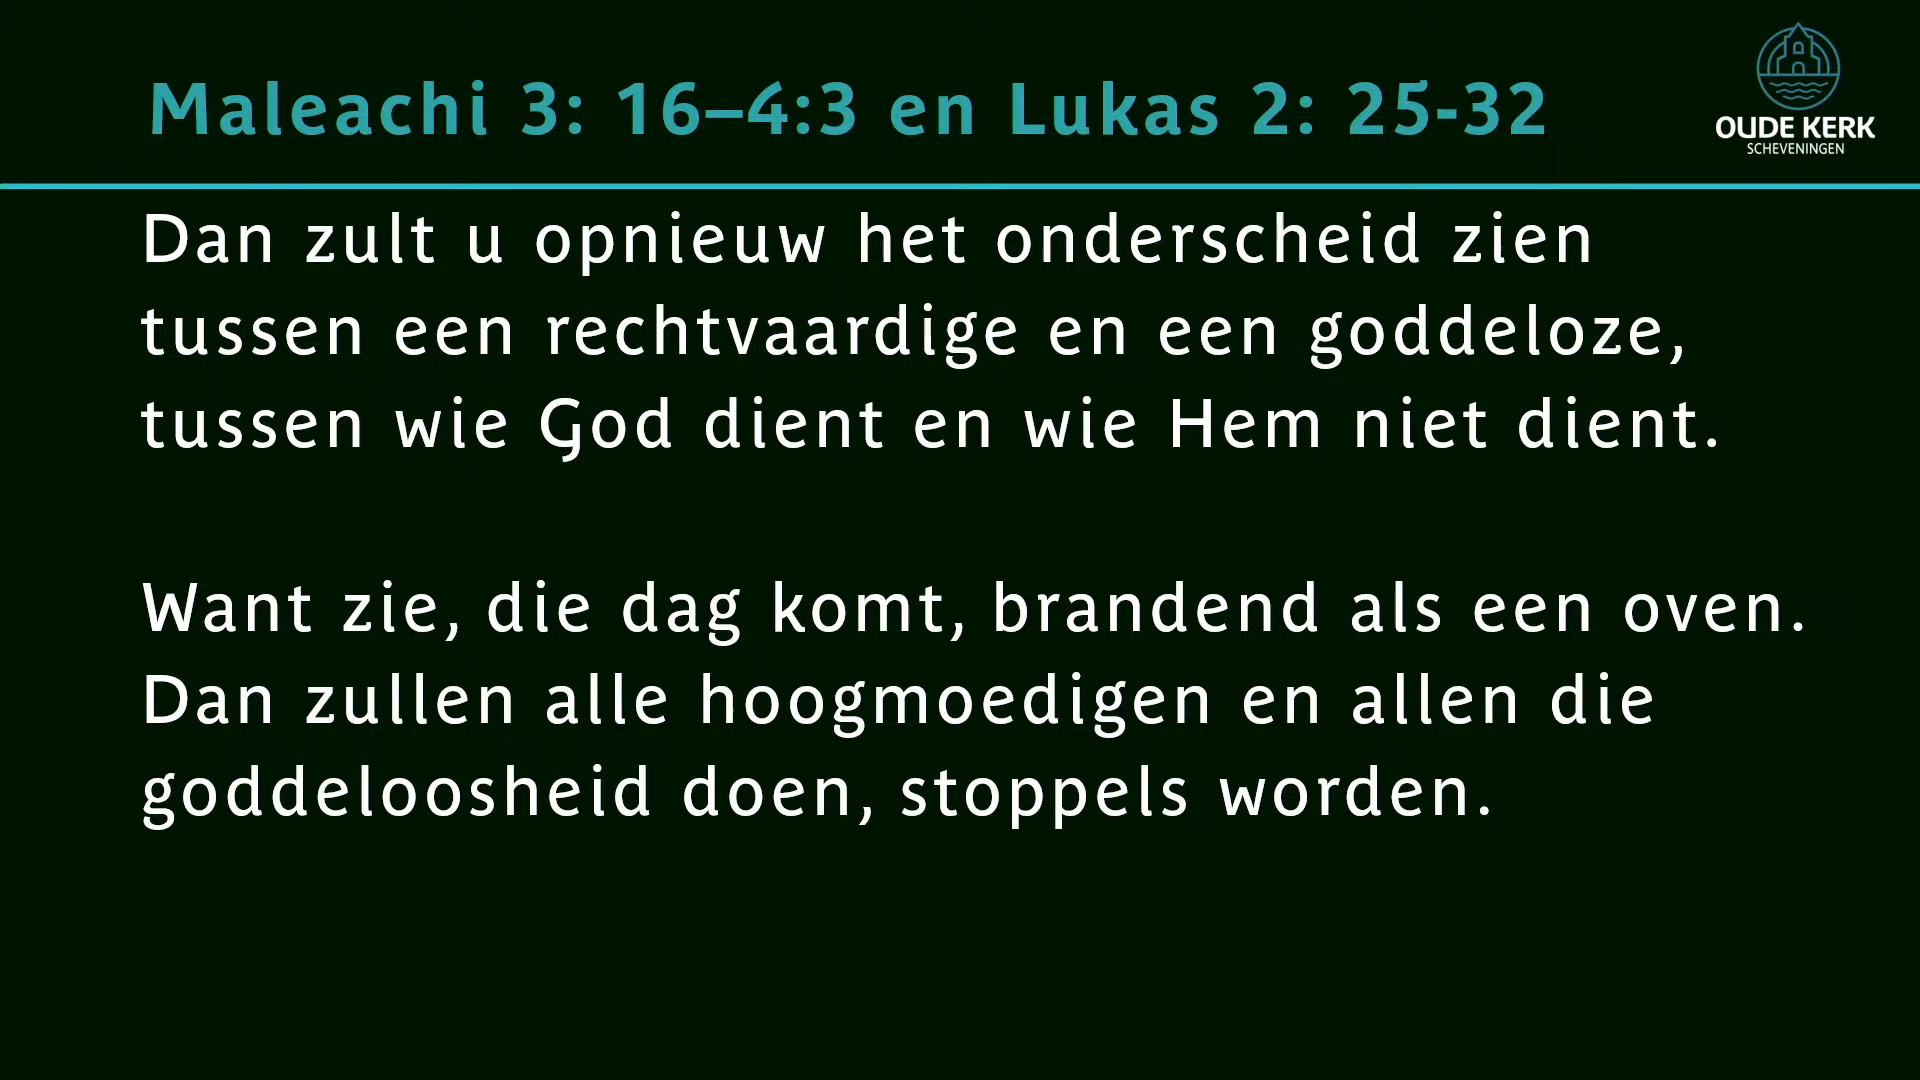 Maleachi 3: 16–4:3 en Lukas 2: 25-32
OUDE KERK
SCHEVENINGEN
Dan zult u opnieuw het onderscheid zien
tussen een rechtvaardige en een goddeloze,
tussen wie God dient en wie Hem niet dient.
Want zie, die dag komt, brandend als een oven.
Dan zullen alle hoogmoedigen en allen die
goddeloosheid doen, stoppels worden.